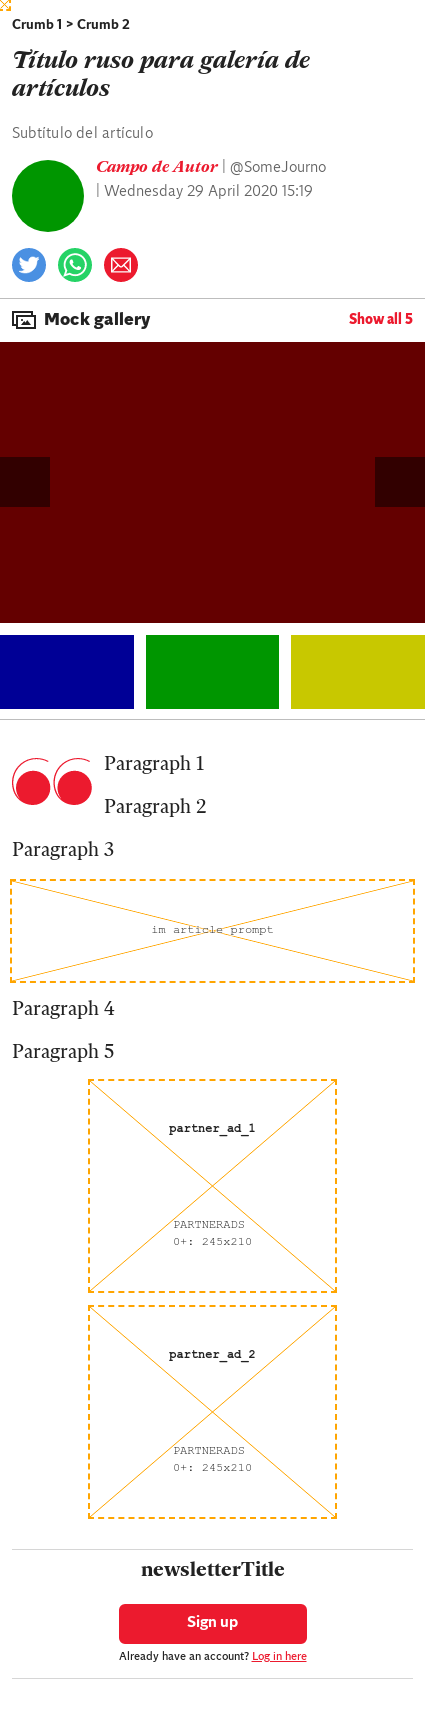 Crumb 1 > Crumb 2
Título ruso para galería de
artículos
Subtítulo del artículo
Campo de Autor | @SomeJourno
| Wednesday 29 April 2020 15:19
Mock gallery
Show all 5
Paragraph 1
Paragraph 2
Paragraph 3
im article prompt
Paragraph 4
Paragraph 5
partner_ad_1
PARTNERADS
0+: 245x210
partner_ad_2
PARTNERADS
0+: 245x210
newsletterTitle
Sign up
Already have an account? Log in here